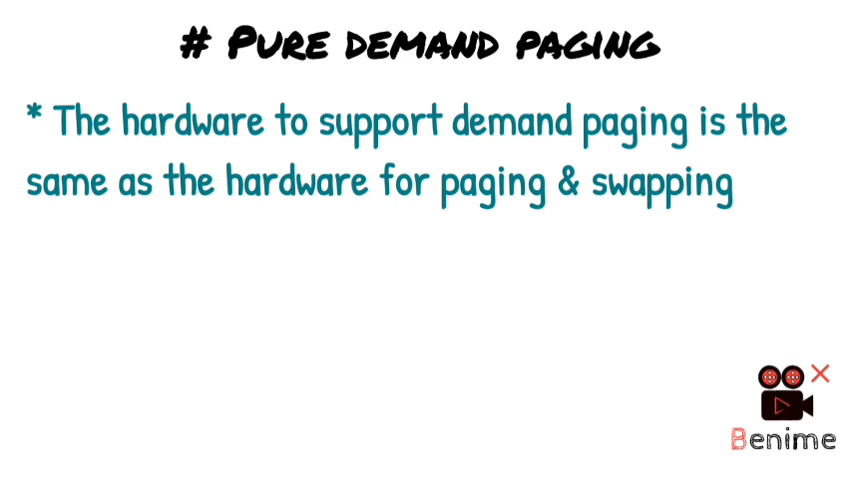 # Pure demand paging
* The hardware to support demand paging is the
same as the hardware for paging & swapping
Benime